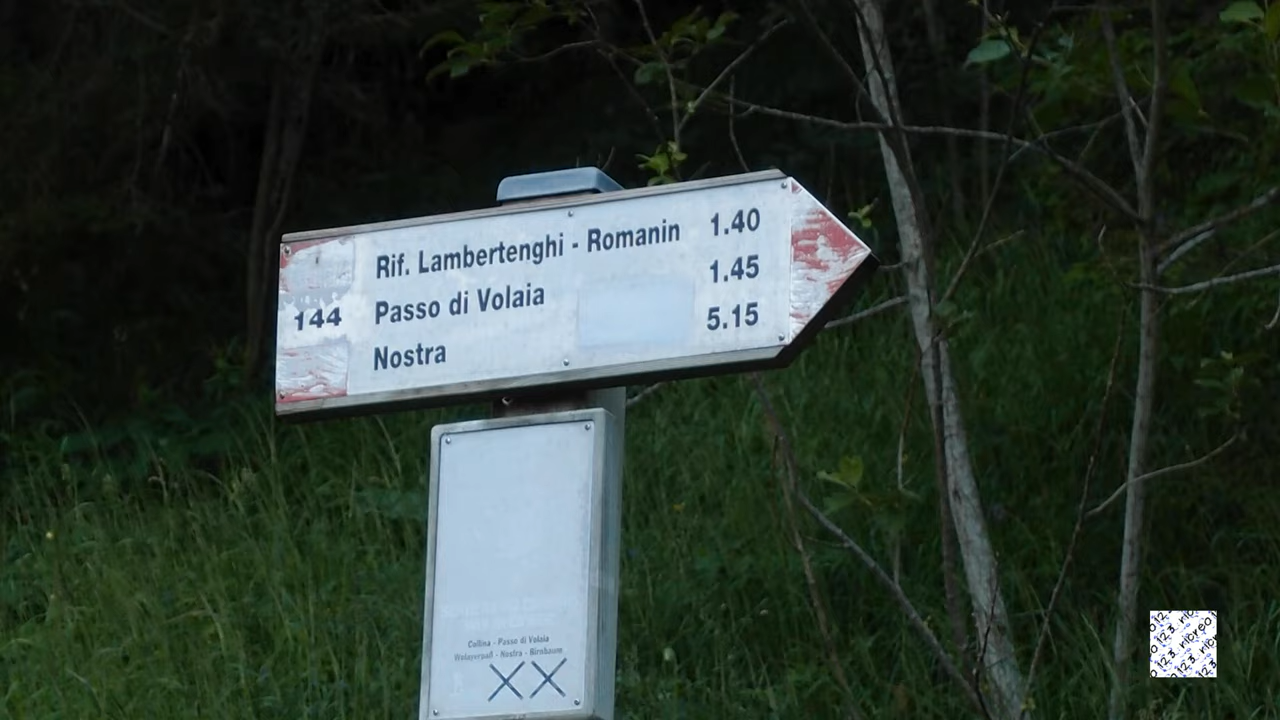 Rif. Lambertenghi - Romanin 1.40
Passo di Volaia 1.45
144
Nostra 5.15
Collina - Passo di Volaia
Wolayerpaß - Nostra - Birnbaum
XX